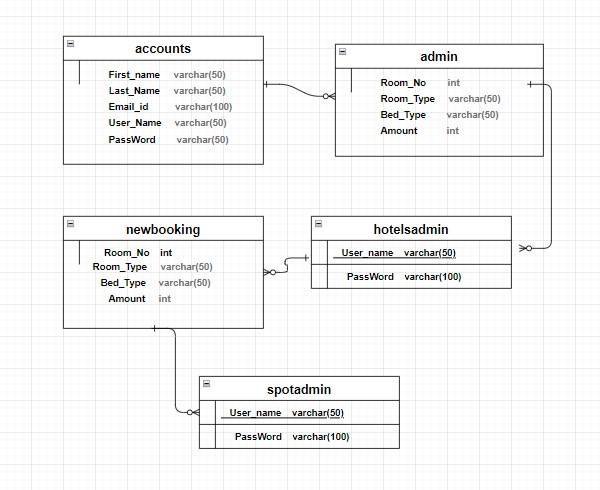 accounts
First_name varchar(50)
Last_Name varchar(50)
Email_id varchar(100)
User_Name varchar(50)
PassWord varchar(50)
admin
Room_No int
Room_Type varchar(50)
Bed_Type varchar(50)
Amount int
newbooking
Room_No int
Room_Type varchar(50)
Bed_Type varchar(50)
Amount int
hotelsadmin
User_name varchar(50)
PassWord varchar(100)
spotadmin
User_name varchar(50)
PassWord varchar(100)